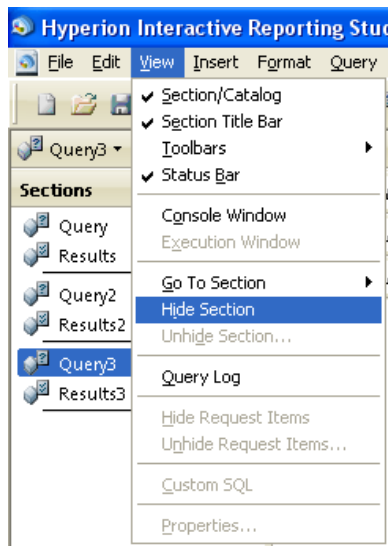 Hyperion Interactive Reporting Stu
File Edit View Insert Format Query
Query3
Sections
Query
Results
Query2
Results2
Query3
Results3
Section/Catalog
Section Title Bar
Toolbars
Status Bar
Console Window
Execution Window
Go To Section
Hide Section
Unhide Section...
Query Log
Hide Request Items
Unhide Request Items...
Custom SQL
Properties...